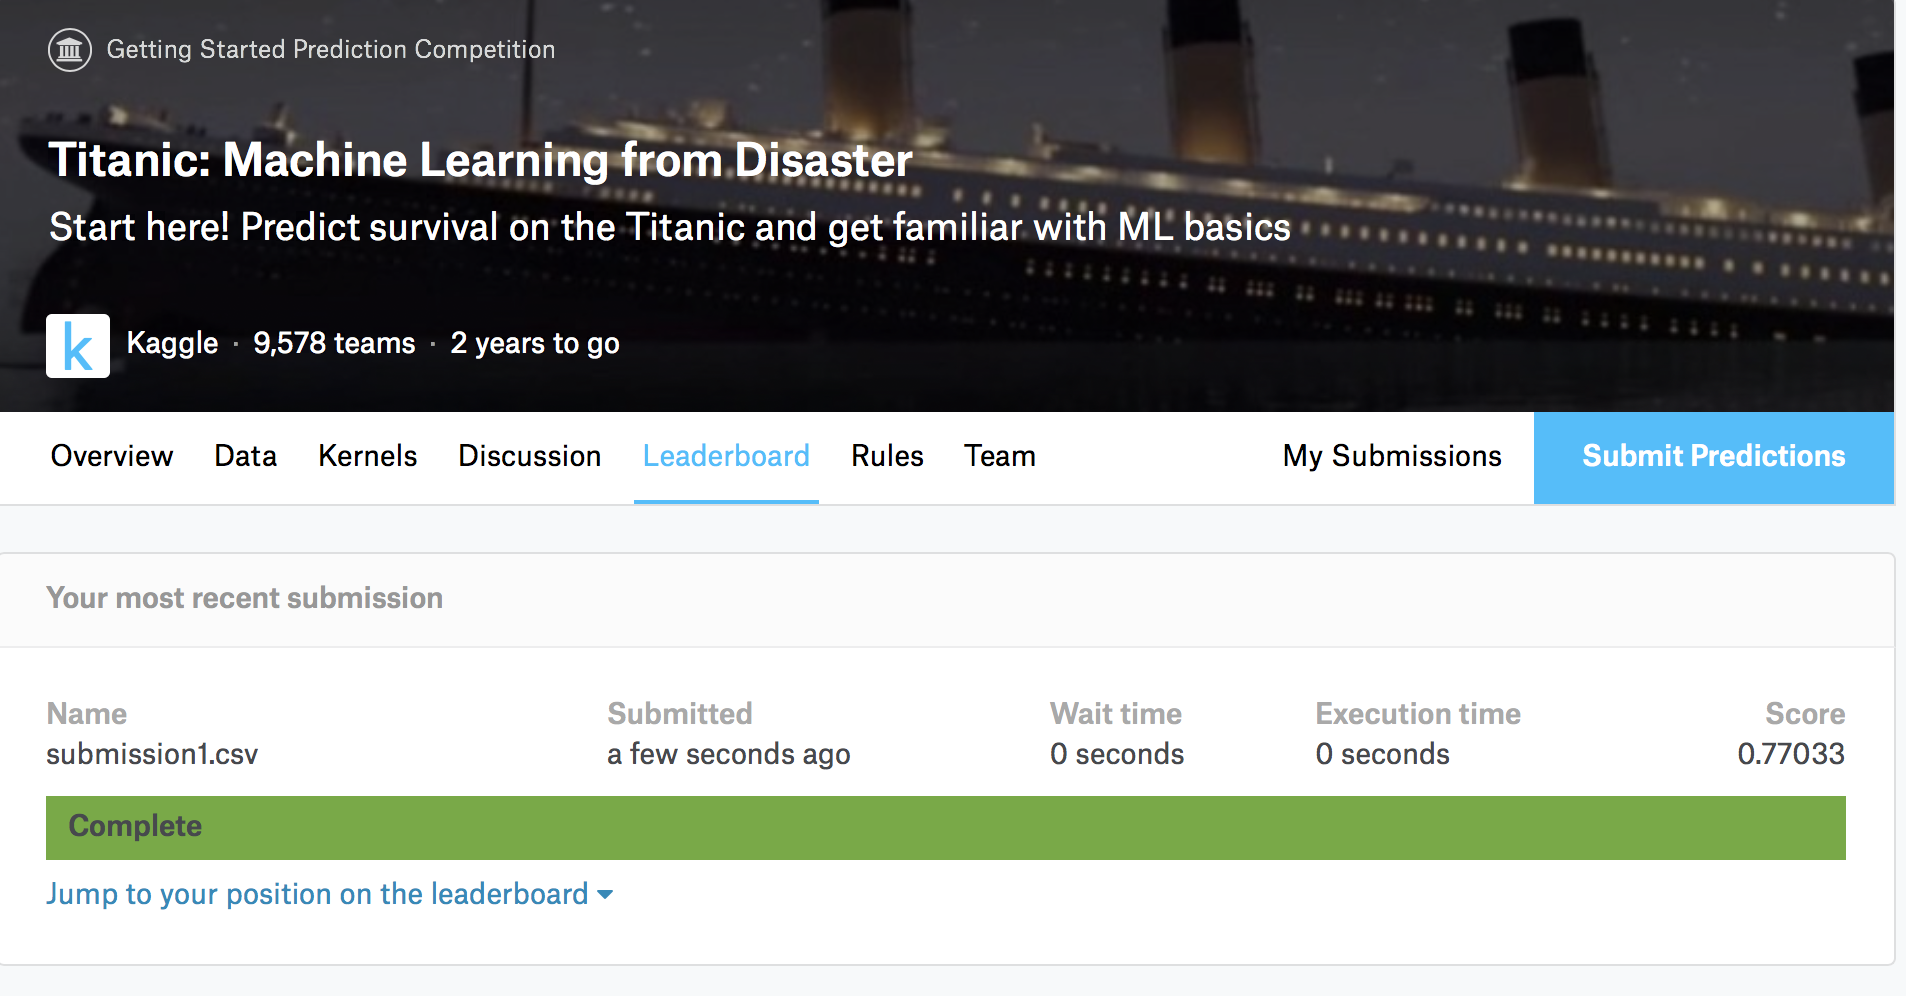 Getting Started Prediction Competition
Titanic: Machine Learning from Disaster
Start here! Predict survival on the Titanic and get familiar with ML basics
k
Kaggle · 9,578 teams · 2 years to go
Overview Data Kernels Discussion Leaderboard Rules Team My Submissions Submit Predictions
Your most recent submission
Name Submitted Wait time Execution time Score
submission1.csv a few seconds ago 0 seconds 0 seconds 0.77033
Complete
Jump to your position on the leaderboard